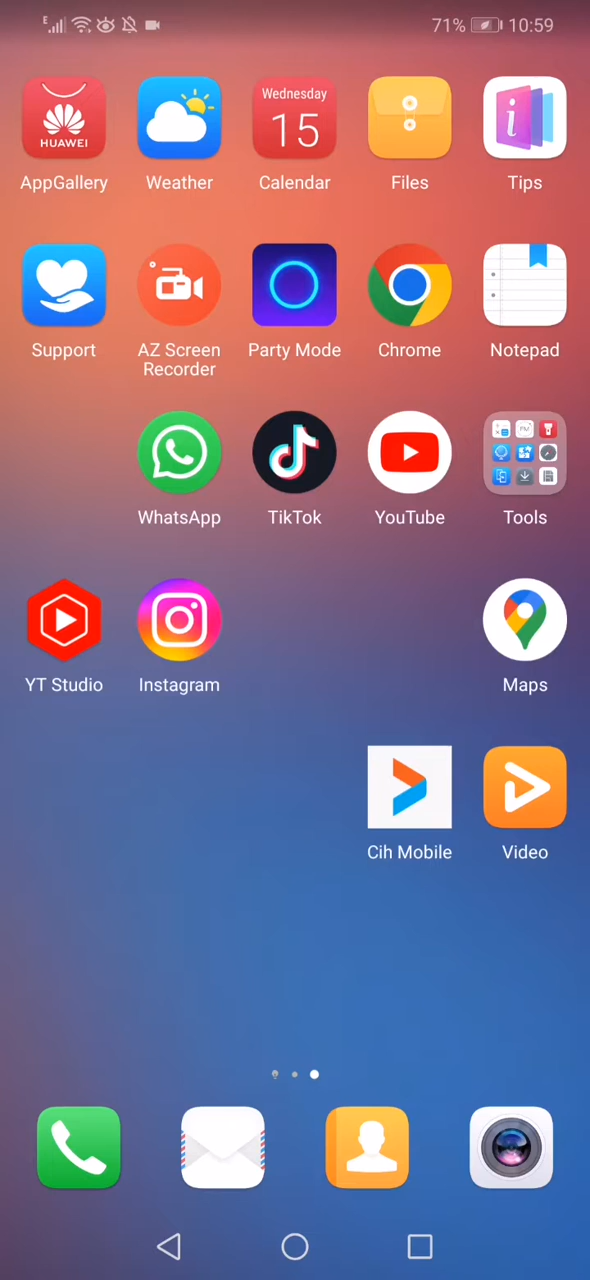 E 71% 10:59
HUAWEI
Wednesday
15
AppGallery Weather Calendar Files Tips
Support AZ Screen Recorder Party Mode Chrome Notepad
WhatsApp TikTok YouTube Tools
YT Studio Instagram Maps
Cih Mobile Video